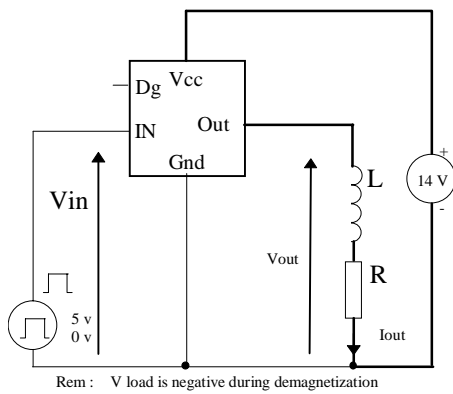 Vcc
Dg
IN
Out
Gnd
+
14 V
-
Vin
L
Vout
R
5 v
0 v
Iout
Rem : V load is negative during demagnetization